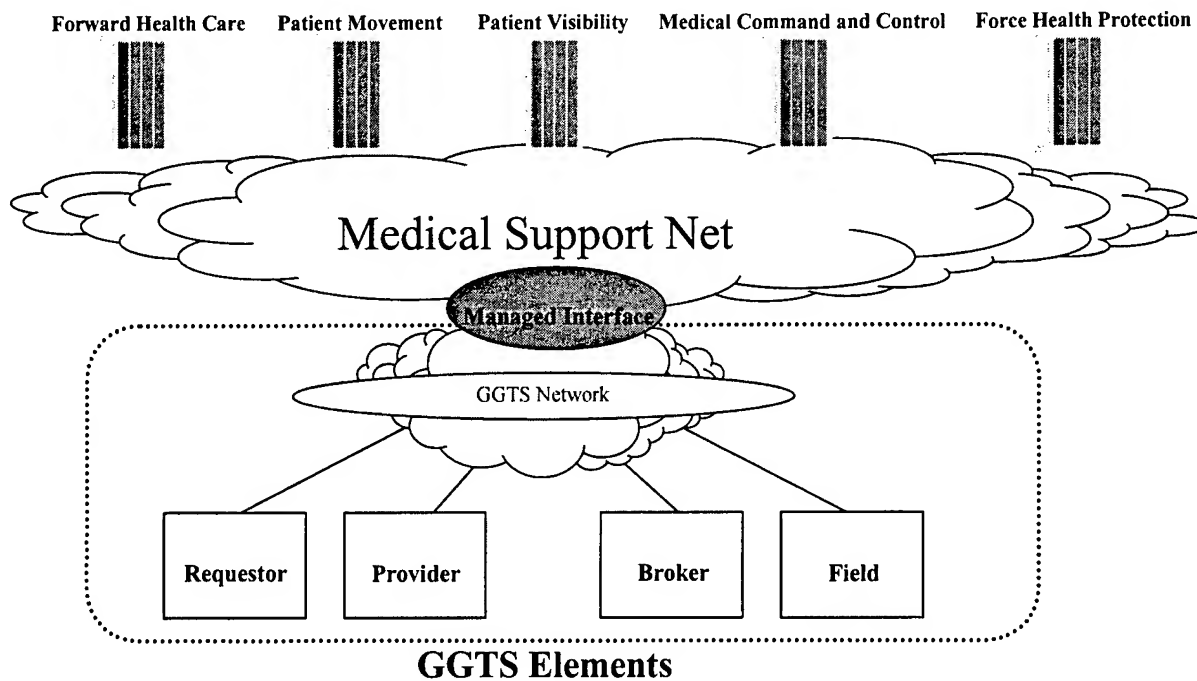 Forward Health Care
Patient Movement
Patient Visibility
Medical Command and Control
Force Health Protection
Medical Support Net
Managed Interface
GGTS Network
Requestor
Provider
Broker
Field
GGTS Elements